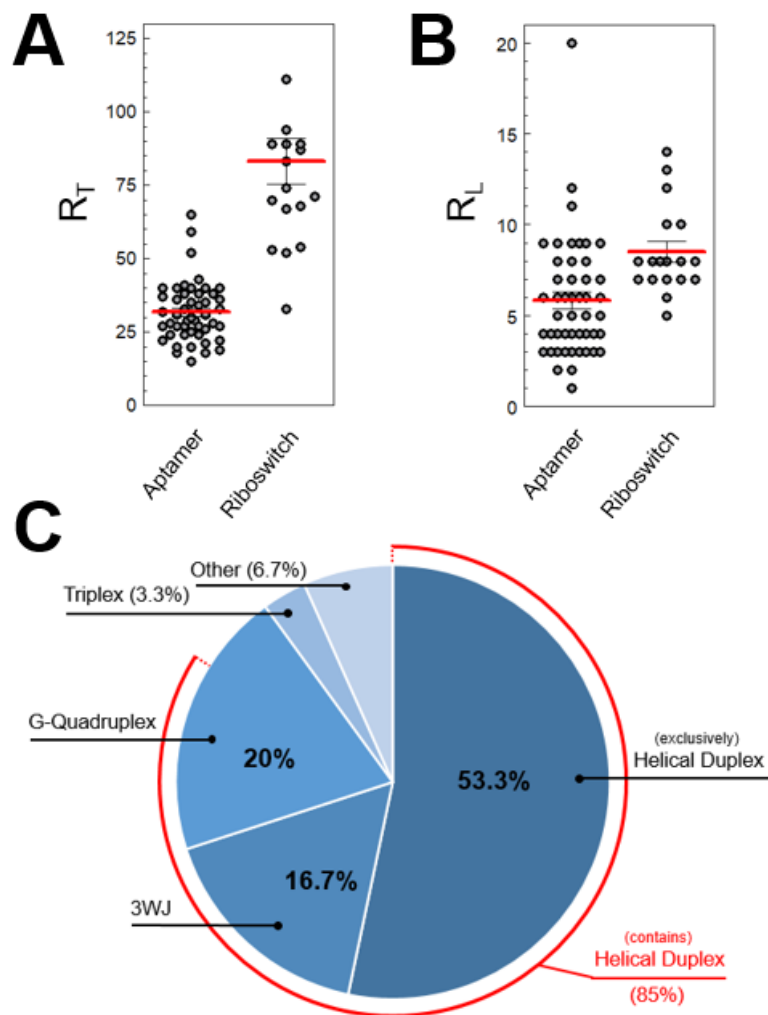 A
B
125
100
75
50
25
0
R_T
Aptamer
Riboswitch
20
15
10
5
0
R_L
Aptamer
Riboswitch
C
Other (6.7%)
Triplex (3.3%)
G-Quadruplex
20%
(exclusively)
Helical Duplex
53.3%
16.7%
3WJ
(contains)
Helical Duplex
(85%)